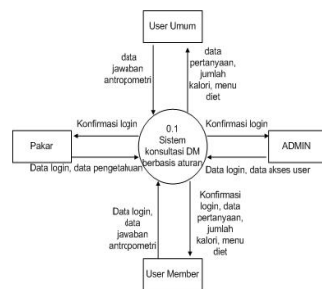 User Umum
data
jawaban
antropometri
data
pertanyaan,
jumlah
kalori, menu
diet
Konfirmasi login
0.1
Sistem
konsultasi DM
berbasis aturan
Konfirmasi login
Pakar
ADMIN
Data login, data pengetahuan
Data login, data akses user
Data login,
data
jawaban
antropometri
Konfirmasi
login, data
pertanyaan,
jumlah
kalori, menu
diet
User Member